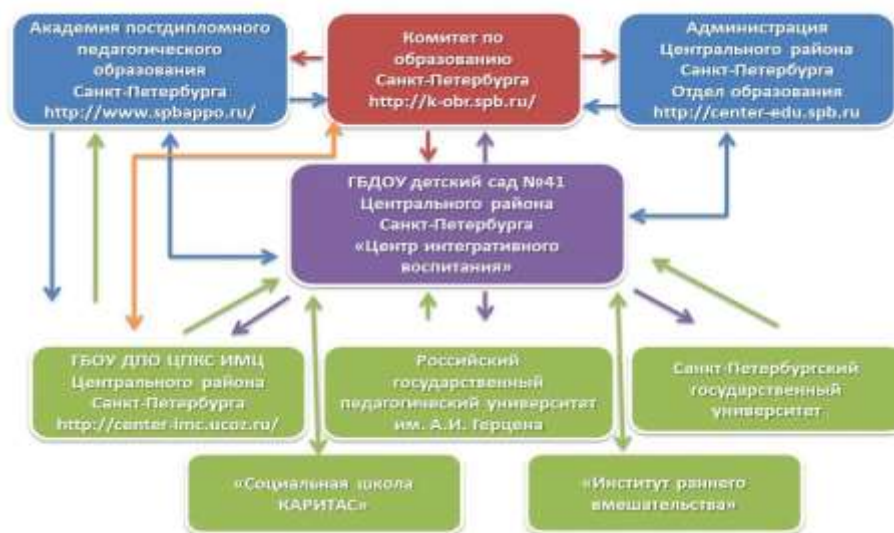 Академия постдипломного
педагогического
образования
Санкт-Петербурга
http://www.spbappo.ru/
Комитет по
образованию
Санкт-Петербурга
http://k-obr.spb.ru/
Администрация
Центрального района
Санкт-Петербурга
Отдел образования
http://center-edu.spb.ru
ГБДОУ детский сад №41
Центрального района
Санкт-Петербурга
«Центр интегративного
воспитания»
ГБОУ ДПО ЦПКС ИМЦ
Центрального района
Санкт-Петербурга
http://center-imc.ucoz.ru/
Российский
государственный
педагогический университат
им. А.И. Герцена
Санкт-Петербургский
государственный
университет
«Социальная школа
КАРИТАС»
«Институт раннего
вмешательства»